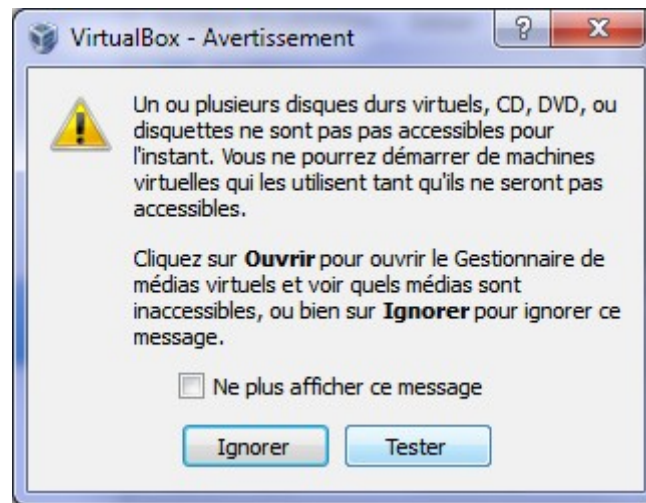 VirtualBox - Avertissement
Un ou plusieurs disques durs virtuels, CD, DVD, ou
disquettes ne sont pas pas accessibles pour
l'instant. Vous ne pourrez démarrer de machines
virtuelles qui les utilisent tant qu'ils ne seront pas
accessibles.
Cliquez sur Ouvrir pour ouvrir le Gestionnaire de
médias virtuels et voir quels médias sont
inaccessibles, ou bien sur Ignorer pour ignorer ce
message.
Ne plus afficher ce message
Ignorer Tester